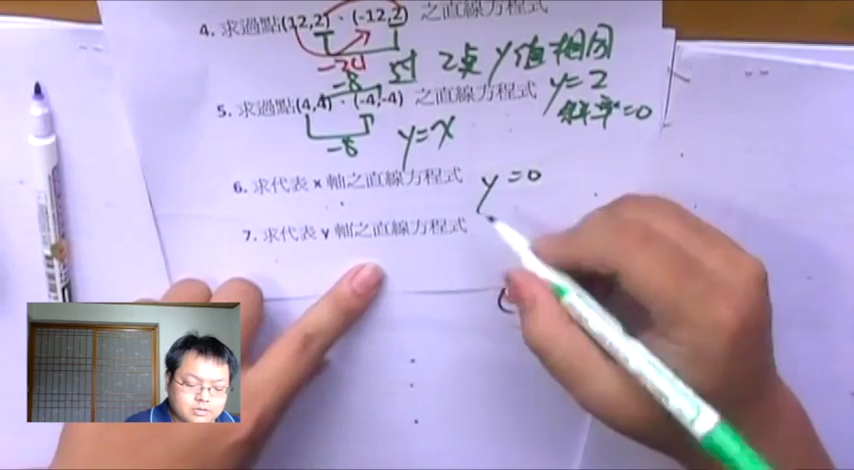 4. 求過點(12,2)、(-12,2) 之直線方程式
-24
2點y值相同
y=2
斜率=0
5. 求過點(4,4)、(-4,-4) 之直線方程式
-8
-8
y=x
6. 求代表 x 軸之直線方程式 y=0
7. 求代表 y 軸之直線方程式